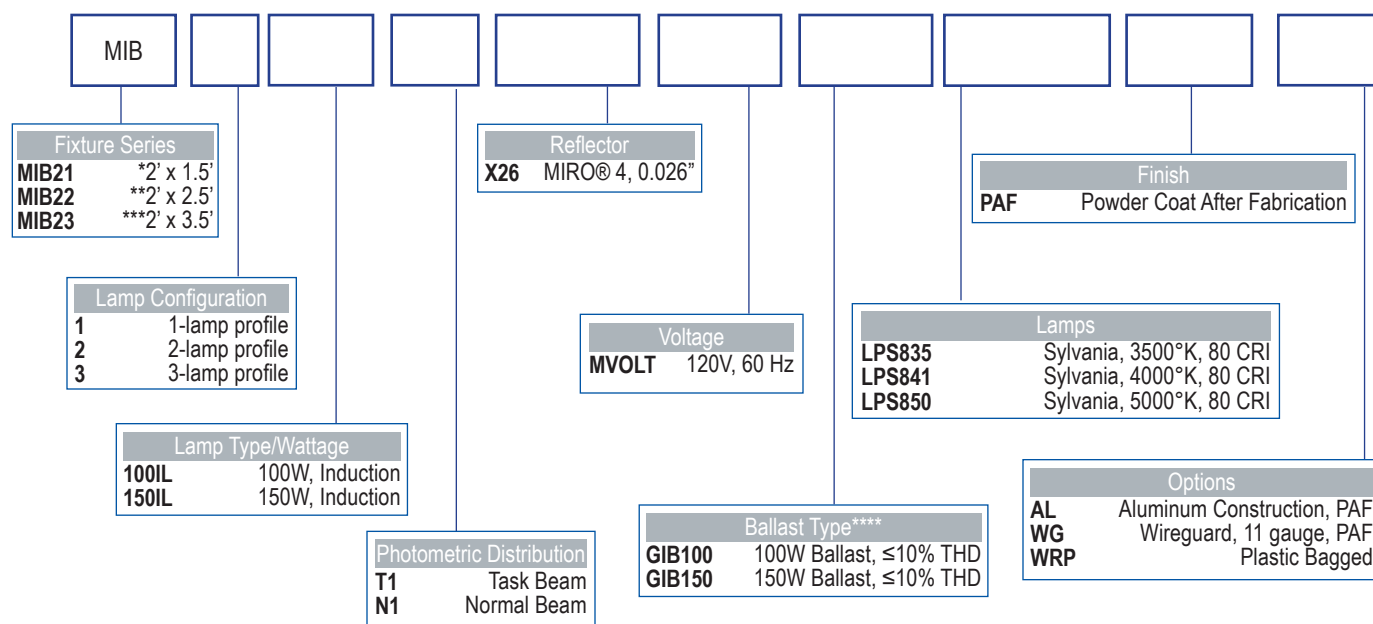 MIB
Fixture Series
MIB21 *2’ x 1.5’
MIB22 **2’ x 2.5’
MIB23 ***2’ x 3.5’
Lamp Configuration
1 1-lamp profile
2 2-lamp profile
3 3-lamp profile
Lamp Type/Wattage
100IL 100W, Induction
150IL 150W, Induction
Photometric Distribution
T1 Task Beam
N1 Normal Beam
Reflector
X26 MIRO® 4, 0.026”
Voltage
MVOLT 120V, 60 Hz
Ballast Type****
GIB100 100W Ballast, ≤10% THD
GIB150 150W Ballast, ≤10% THD
Lamps
LPS835 Sylvania, 3500°K, 80 CRI
LPS841 Sylvania, 4000°K, 80 CRI
LPS850 Sylvania, 5000°K, 80 CRI
Finish
PAF Powder Coat After Fabrication
Options
AL Aluminum Construction, PAF
WG Wireguard, 11 gauge, PAF
WRP Plastic Bagged